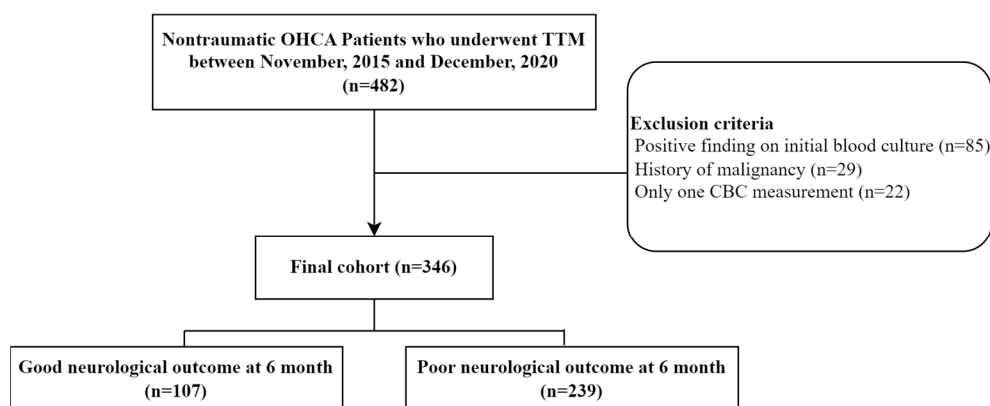 Nontraumatic OHCA Patients who underwent TTM
between November, 2015 and December, 2020
(n=482)
Exclusion criteria
Positive finding on initial blood culture (n=85)
History of malignancy (n=29)
Only one CBC measurement (n=22)
Final cohort (n=346)
Good neurological outcome at 6 month
(n=107)
Poor neurological outcome at 6 month
(n=239)